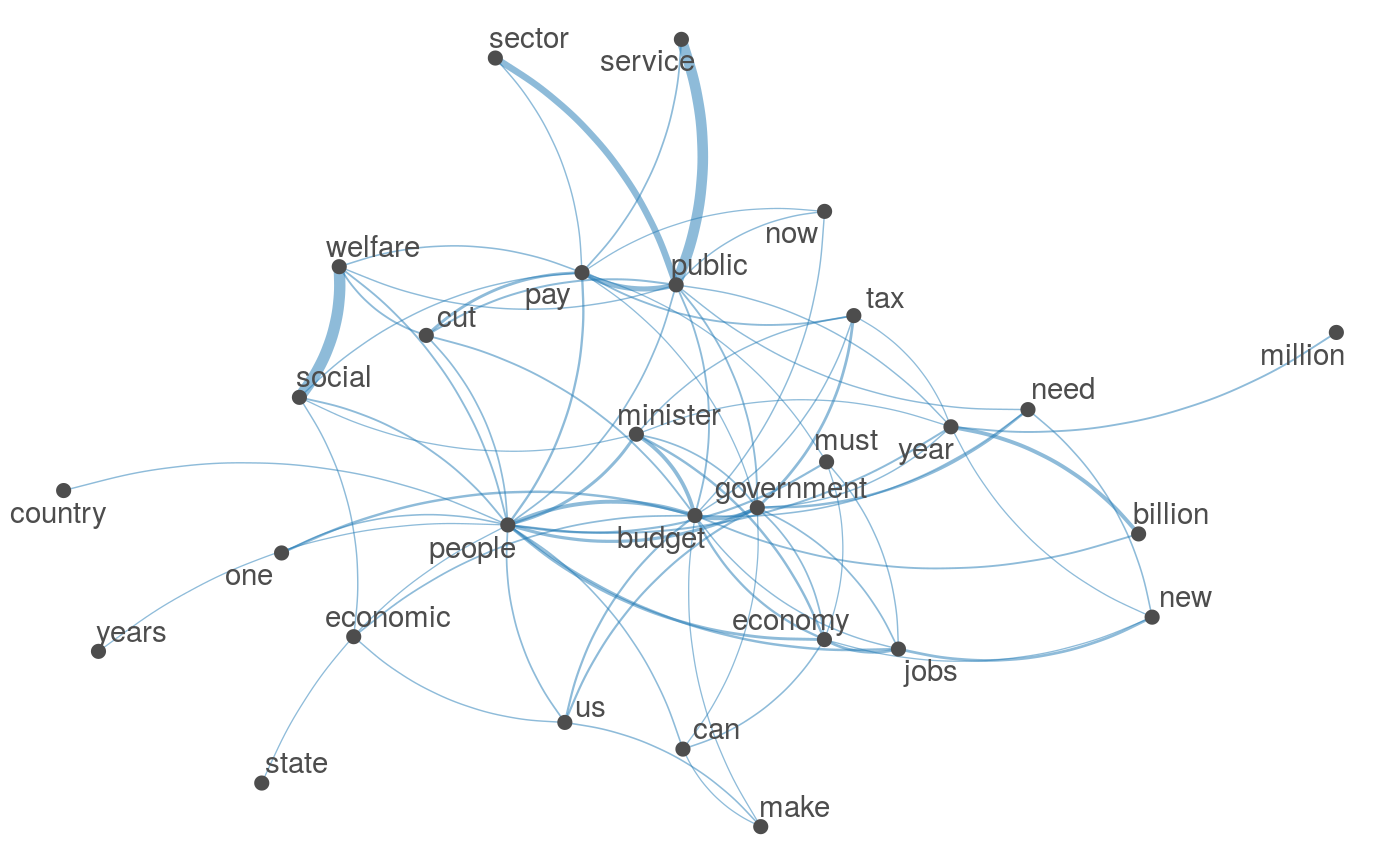 sector
service
now
welfare
public
pay
tax
cut
million
social
need
minister
must
year
government
country
billion
budget
people
one
new
economic
economy
years
jobs
us
can
state
make